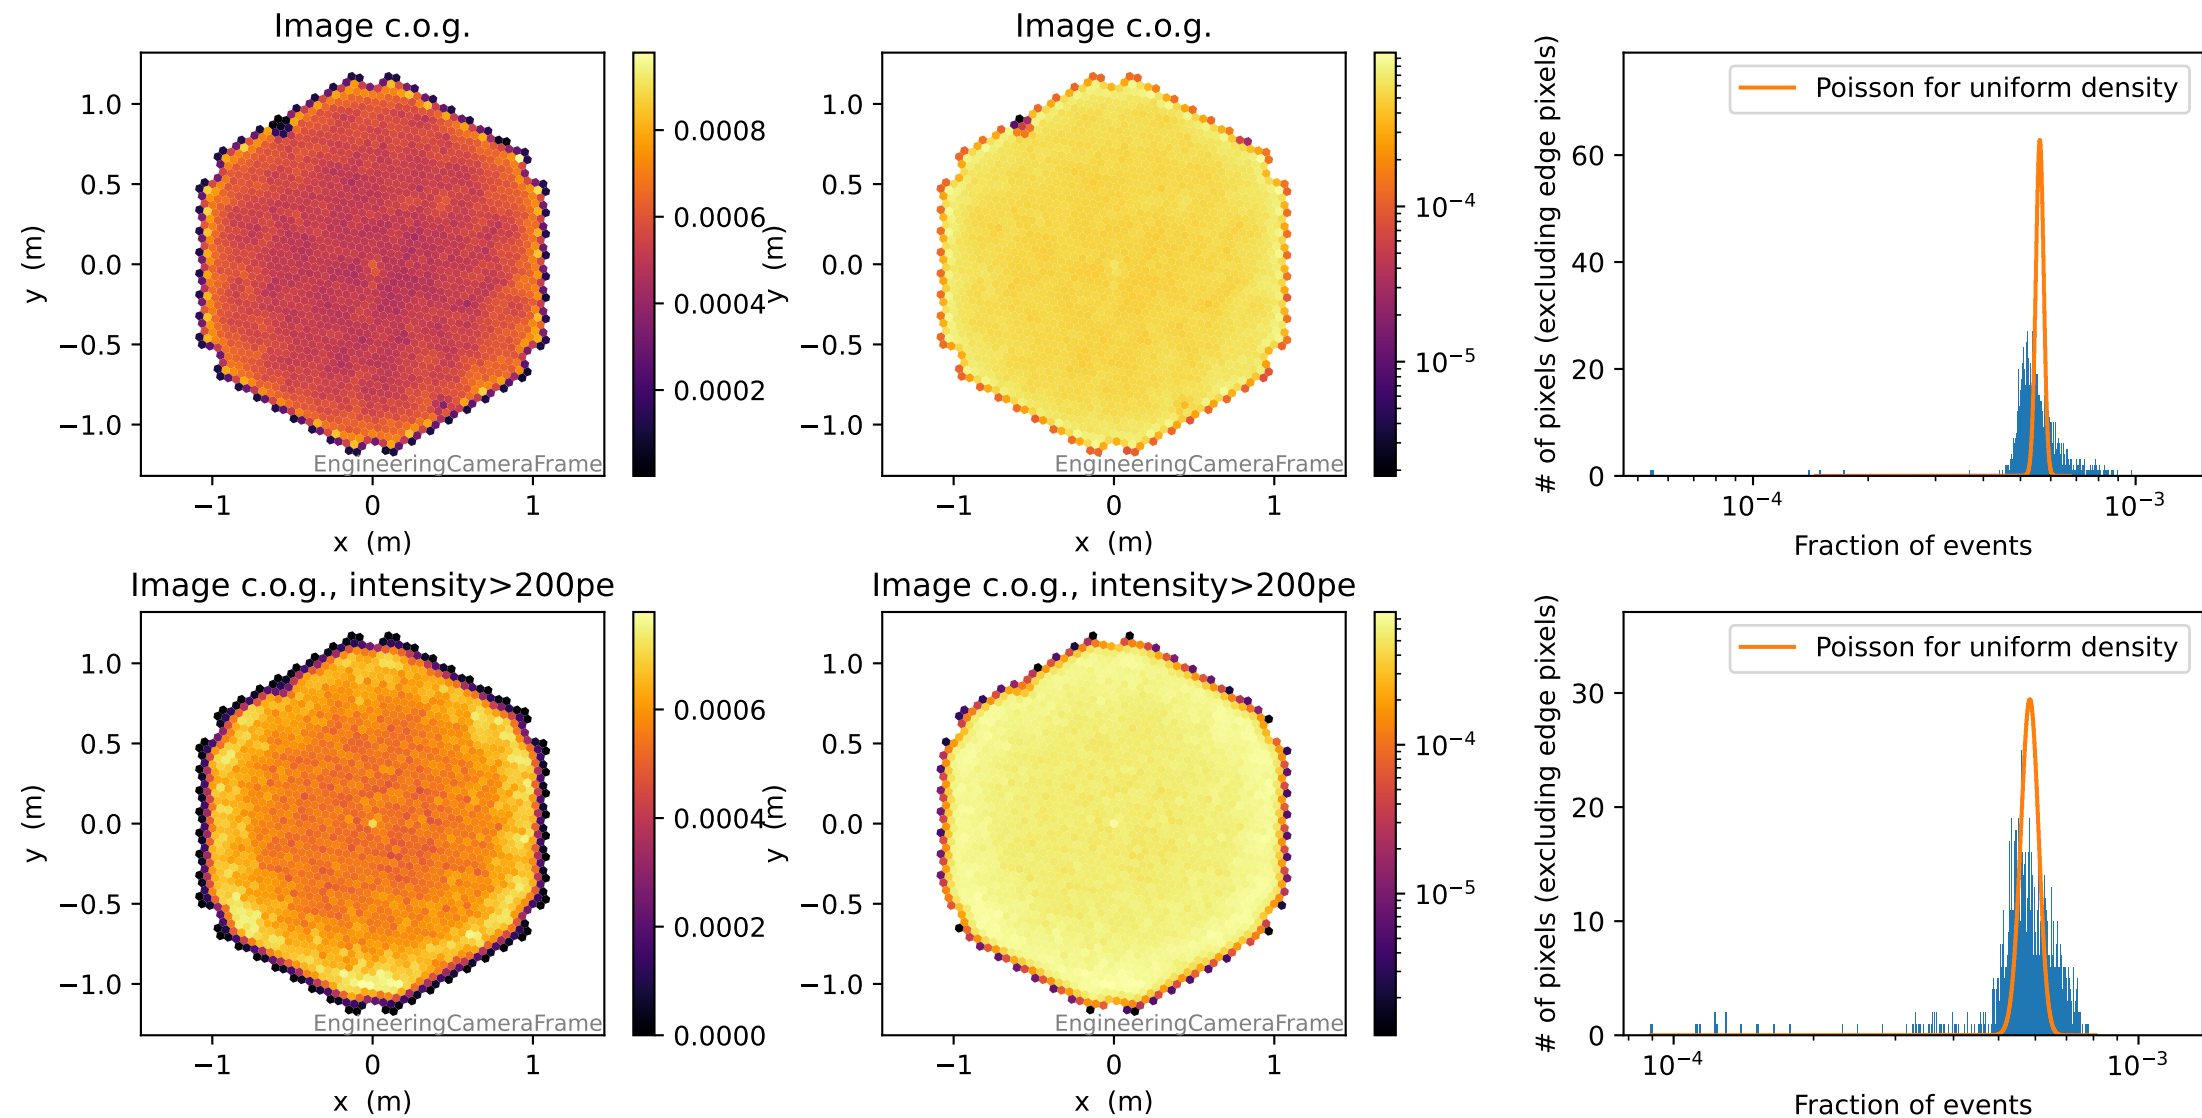 Image c.o.g.
1.0
0.5
0.0
−0.5
−1.0
y (m)
−1
0
1
x (m)
EngineeringCameraFrame
0.0008
0.0006
0.0004
0.0002
Image c.o.g.
1.0
0.5
0.0
−0.5
−1.0
y (m)
−1
0
1
x (m)
EngineeringCameraFrame
10⁻⁴
10⁻⁵
# of pixels (excluding edge pixels)
60
40
20
0
Poisson for uniform density
10⁻⁴
10⁻³
Fraction of events
Image c.o.g., intensity>200pe
1.0
0.5
0.0
−0.5
−1.0
y (m)
−1
0
1
x (m)
EngineeringCameraFrame
0.0006
0.0004
0.0002
0.0000
Image c.o.g., intensity>200pe
1.0
0.5
0.0
−0.5
−1.0
y (m)
−1
0
1
x (m)
EngineeringCameraFrame
10⁻⁴
10⁻⁵
# of pixels (excluding edge pixels)
30
20
10
0
Poisson for uniform density
10⁻⁴
10⁻³
Fraction of events